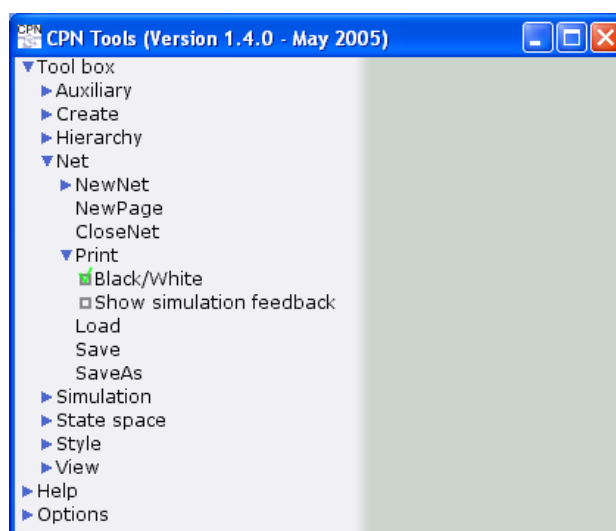 CPN
CPN Tools (Version 1.4.0 - May 2005)
Tool box
Auxiliary
Create
Hierarchy
Net
NewNet
NewPage
CloseNet
Print
Black/White
Show simulation feedback
Load
Save
SaveAs
Simulation
State space
Style
View
Help
Options